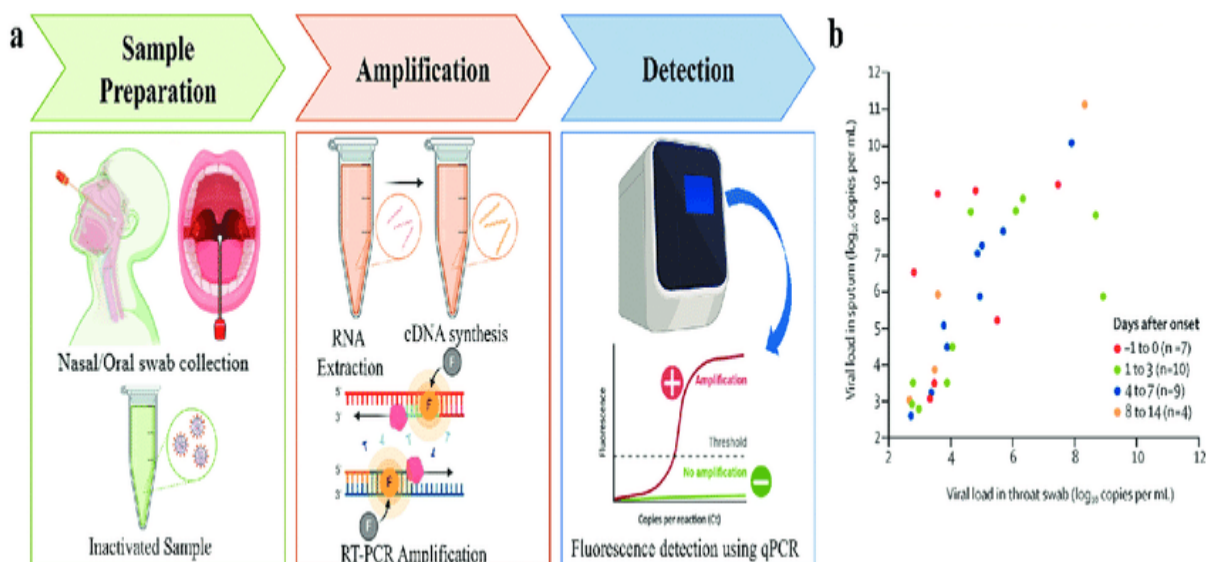 a
Sample
Preparation
Amplification
Detection
Nasal/Oral swab collection
Inactivated Sample
RNA
Extraction
cDNA synthesis
F
5'
3'
F
5'
3'
F
F
RT-PCR Amplification
Fluorescence
Amplification
Threshold
No amplification
Copies per reaction (Ct)
Fluorescence detection using qPCR
b
Viral load in sputum (log₁₀ copies per mL)
12
11
10
9
8
7
6
5
4
3
2
2
4
6
8
10
12
Viral load in throat swab (log₁₀ copies per mL)
Days after onset
–1 to 0 (n=7)
1 to 3 (n=10)
4 to 7 (n=9)
8 to 14 (n=4)